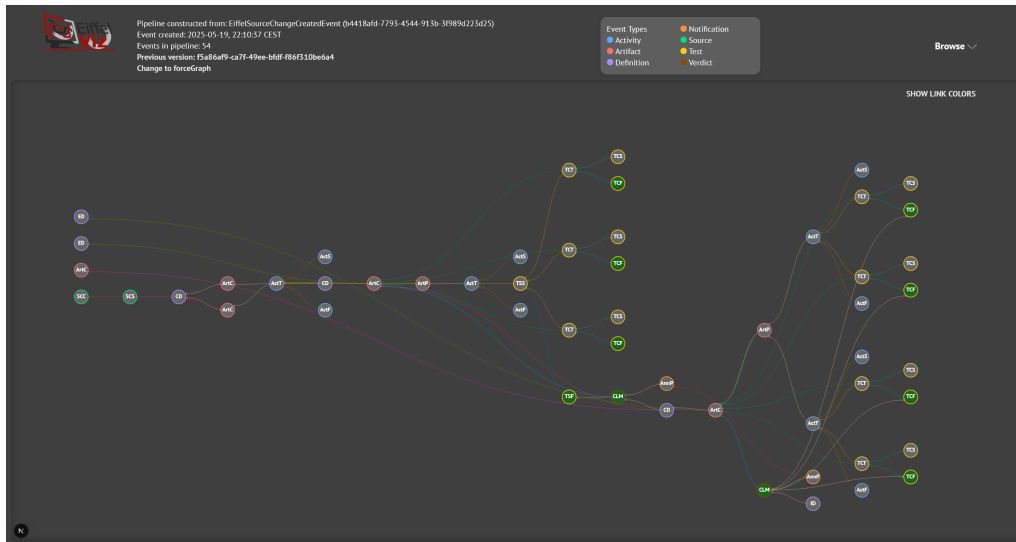 Eiffel
Viz
Pipeline constructed from: EiffelSourceChangeCreatedEvent (b4418afd-7793-4544-913b-3f989d223d25)
Event created: 2025-05-19, 22:10:37 CEST
Events in pipeline: 54
Previous version: f5a86af9-ca7f-49ee-bfdf-f86f310be6a4
Change to forceGraph
Event Types
Activity
Artifact
Definition
Notification
Source
Test
Verdict
Browse
SHOW LINK COLORS
TCS
TCT
TCF
ActS
TCS
TCT
TCF
ED
TCS
ActT
ED
ActS
ActS
TCT
TCF
TCS
ArtC
TCT
ArtC
ActT
CD
ArtC
ArtP
ActT
TSS
TCF
SCC
SCS
CD
ArtC
ActF
ActF
ActF
TCS
TCT
ArtP
TCF
ActS
TCS
AnnP
TCT
TSF
CLM
TCF
CD
ArtC
ActT
TCS
TCT
AnnP
TCF
CLM
ActF
ID
N